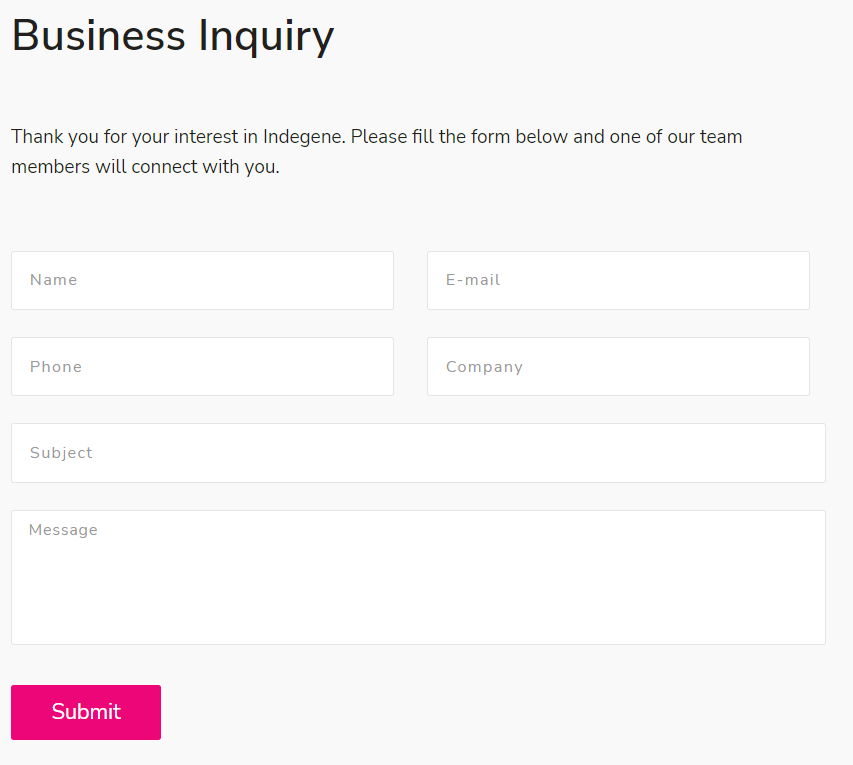 Business Inquiry
Thank you for your interest in Indegene. Please fill the form below and one of our team
members will connect with you.
Name
E-mail
Phone
Company
Subject
Message
Submit